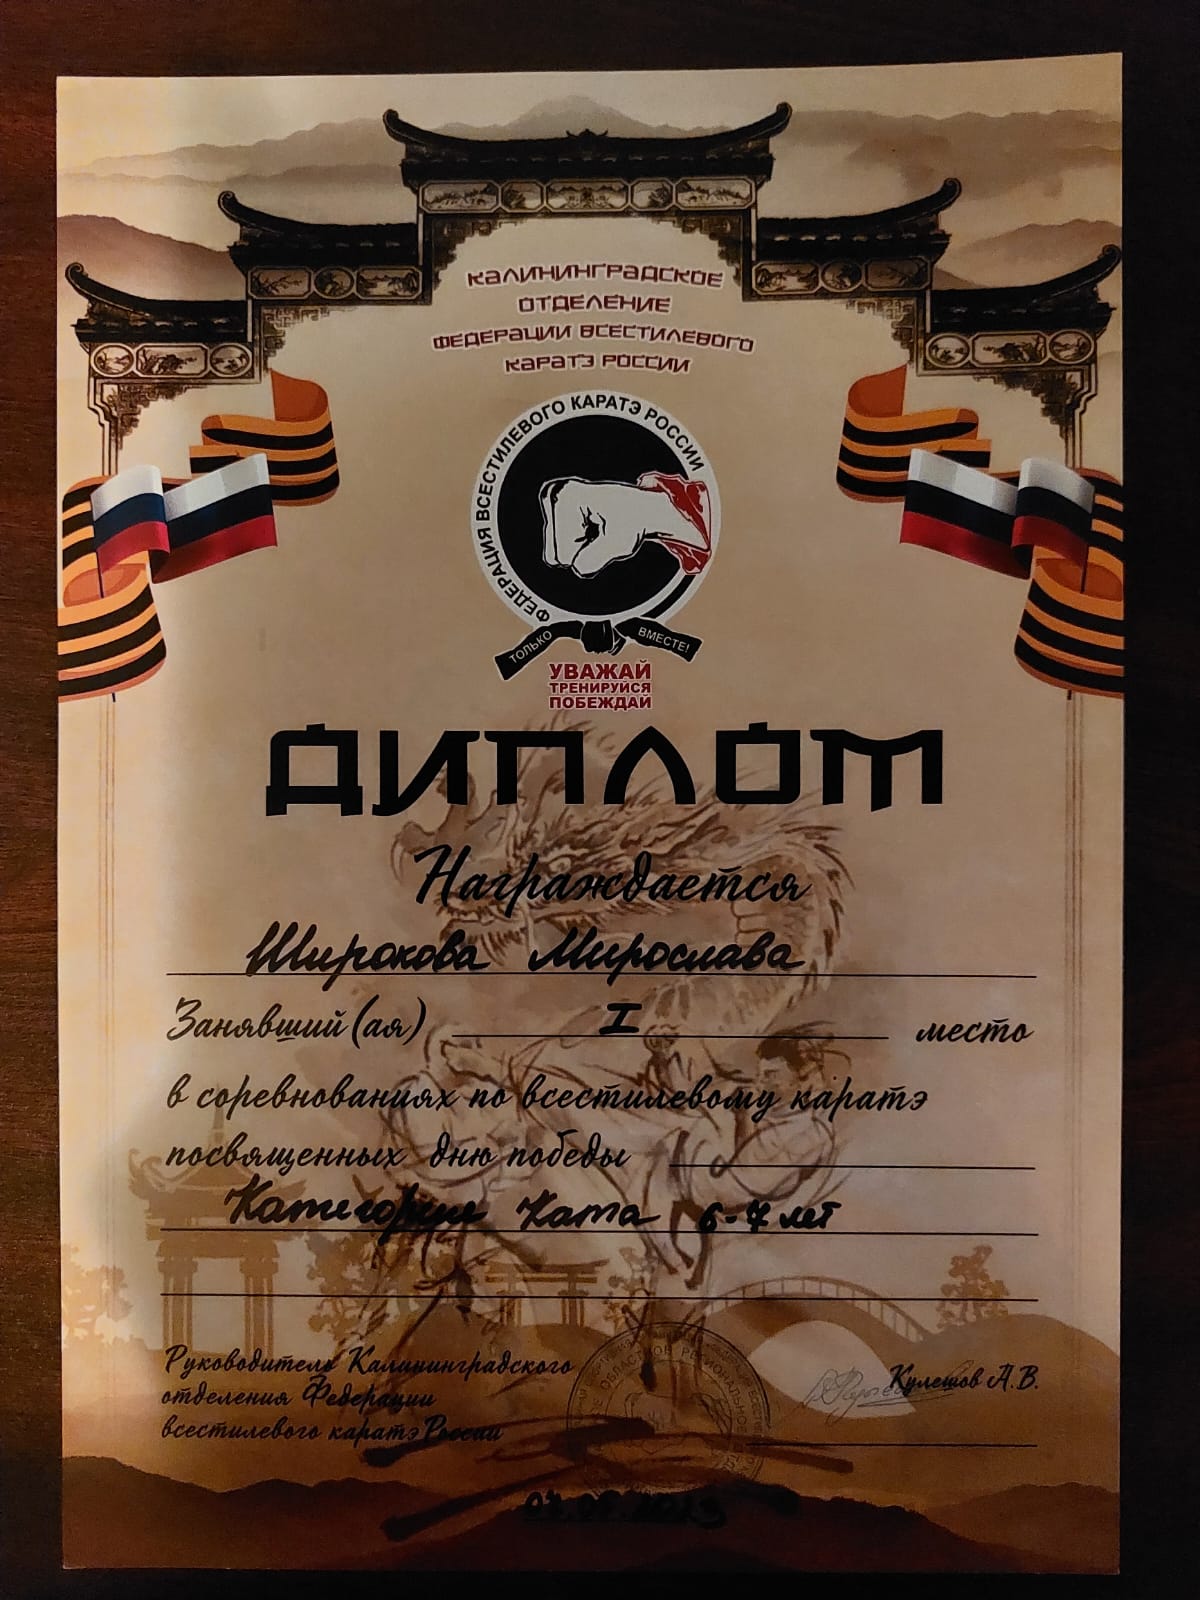 КАЛИНИНГРАДСКОЕ
ОТДЕЛЕНИЕ
ФЕДЕРАЦИИ ВСЕСТИЛЕВОГО
КАРАТЭ РОССИИ
ФЕДЕРАЦИЯ ВСЕСТИЛЕВОГО КАРАТЭ РОССИИ
ТОЛЬКО ВМЕСТЕ!
УВАЖАЙ
ТРЕНИРУЙСЯ
ПОБЕЖДАЙ
ДИПЛОМ
Награждается
Широкова Мирослава
Занявший(ая) I место
в соревнованиях по всестилевому каратэ
посвященных дню победы
Категория Ката 6-7 лет
Руководитель Калининградского
отделения Федерации
всестилевого каратэ России
Кулешов А.В.